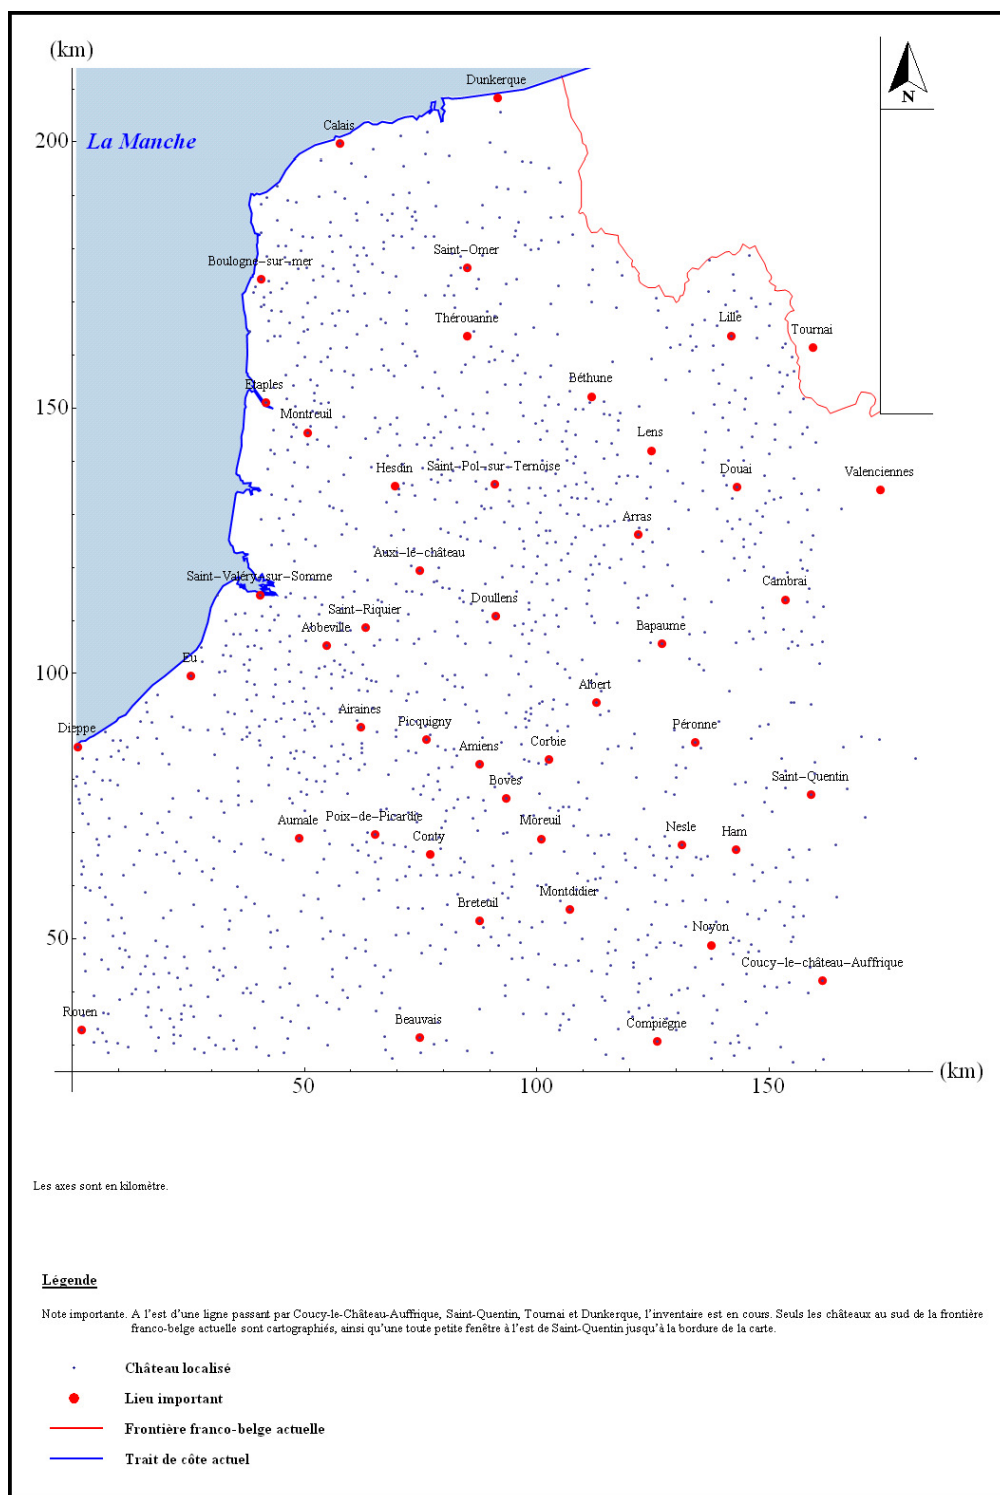 (km)
N
Dunkerque
Calais
200
La Manche
Saint-Omer
Boulogne-sur-mer
Thérouanne
Lille
Tournai
Béthune
Etaples
150
Montreuil
Lens
Hesdin
Saint-Pol-sur-Ternoise
Douai
Valenciennes
Arras
Auxi-le-château
Saint-Valéry-sur-Somme
Cambrai
Doullens
Saint-Riquier
Abbeville
Bapaume
Eu
100
Albert
Airaines
Picquigny
Péronne
Dieppe
Corbie
Amiens
Boves
Saint-Quentin
Aumale
Poix-de-Picardie
Moreuil
Nesle
Ham
Conty
Montdidier
Breteuil
50
Noyon
Coucy-le-château-Auffrique
Rouen
Beauvais
Compiègne
50
100
150
(km)
Les axes sont en kilomètre.
Légende
Note importante. A l'est d'une ligne passant par Coucy-le-Château-Auffrique, Saint-Quentin, Tournai et Dunkerque, l'inventaire est en cours. Seuls les châteaux au sud de la frontière
franco-belge actuelle sont cartographiés, ainsi qu'une toute petite fenêtre à l'est de Saint-Quentin jusqu'à la bordure de la carte.
Château localisé
Lieu important
Frontière franco-belge actuelle
Trait de côte actuel